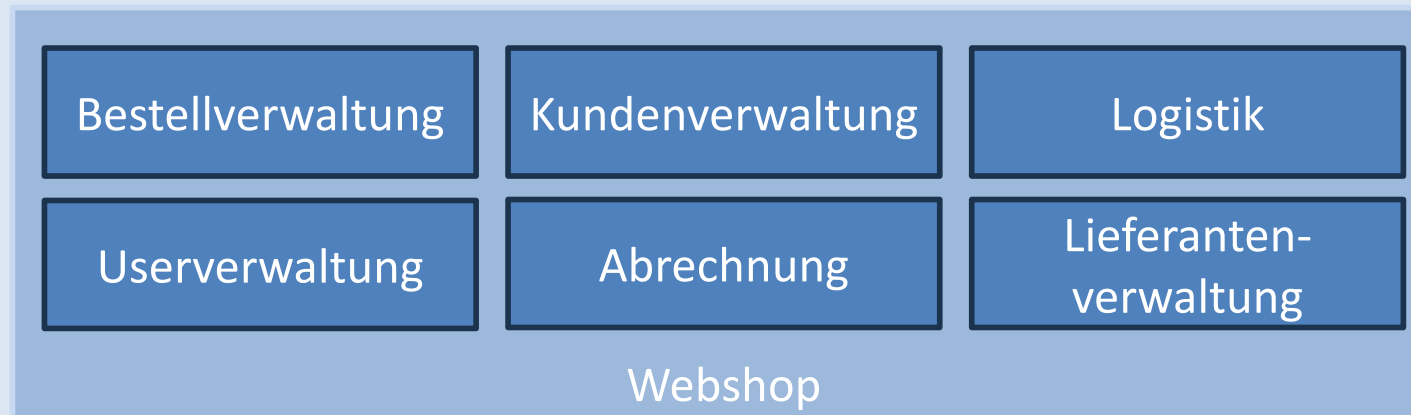 Bestellverwaltung
Kundenverwaltung
Logistik
Userverwaltung
Abrechnung
Lieferanten-
verwaltung
Webshop